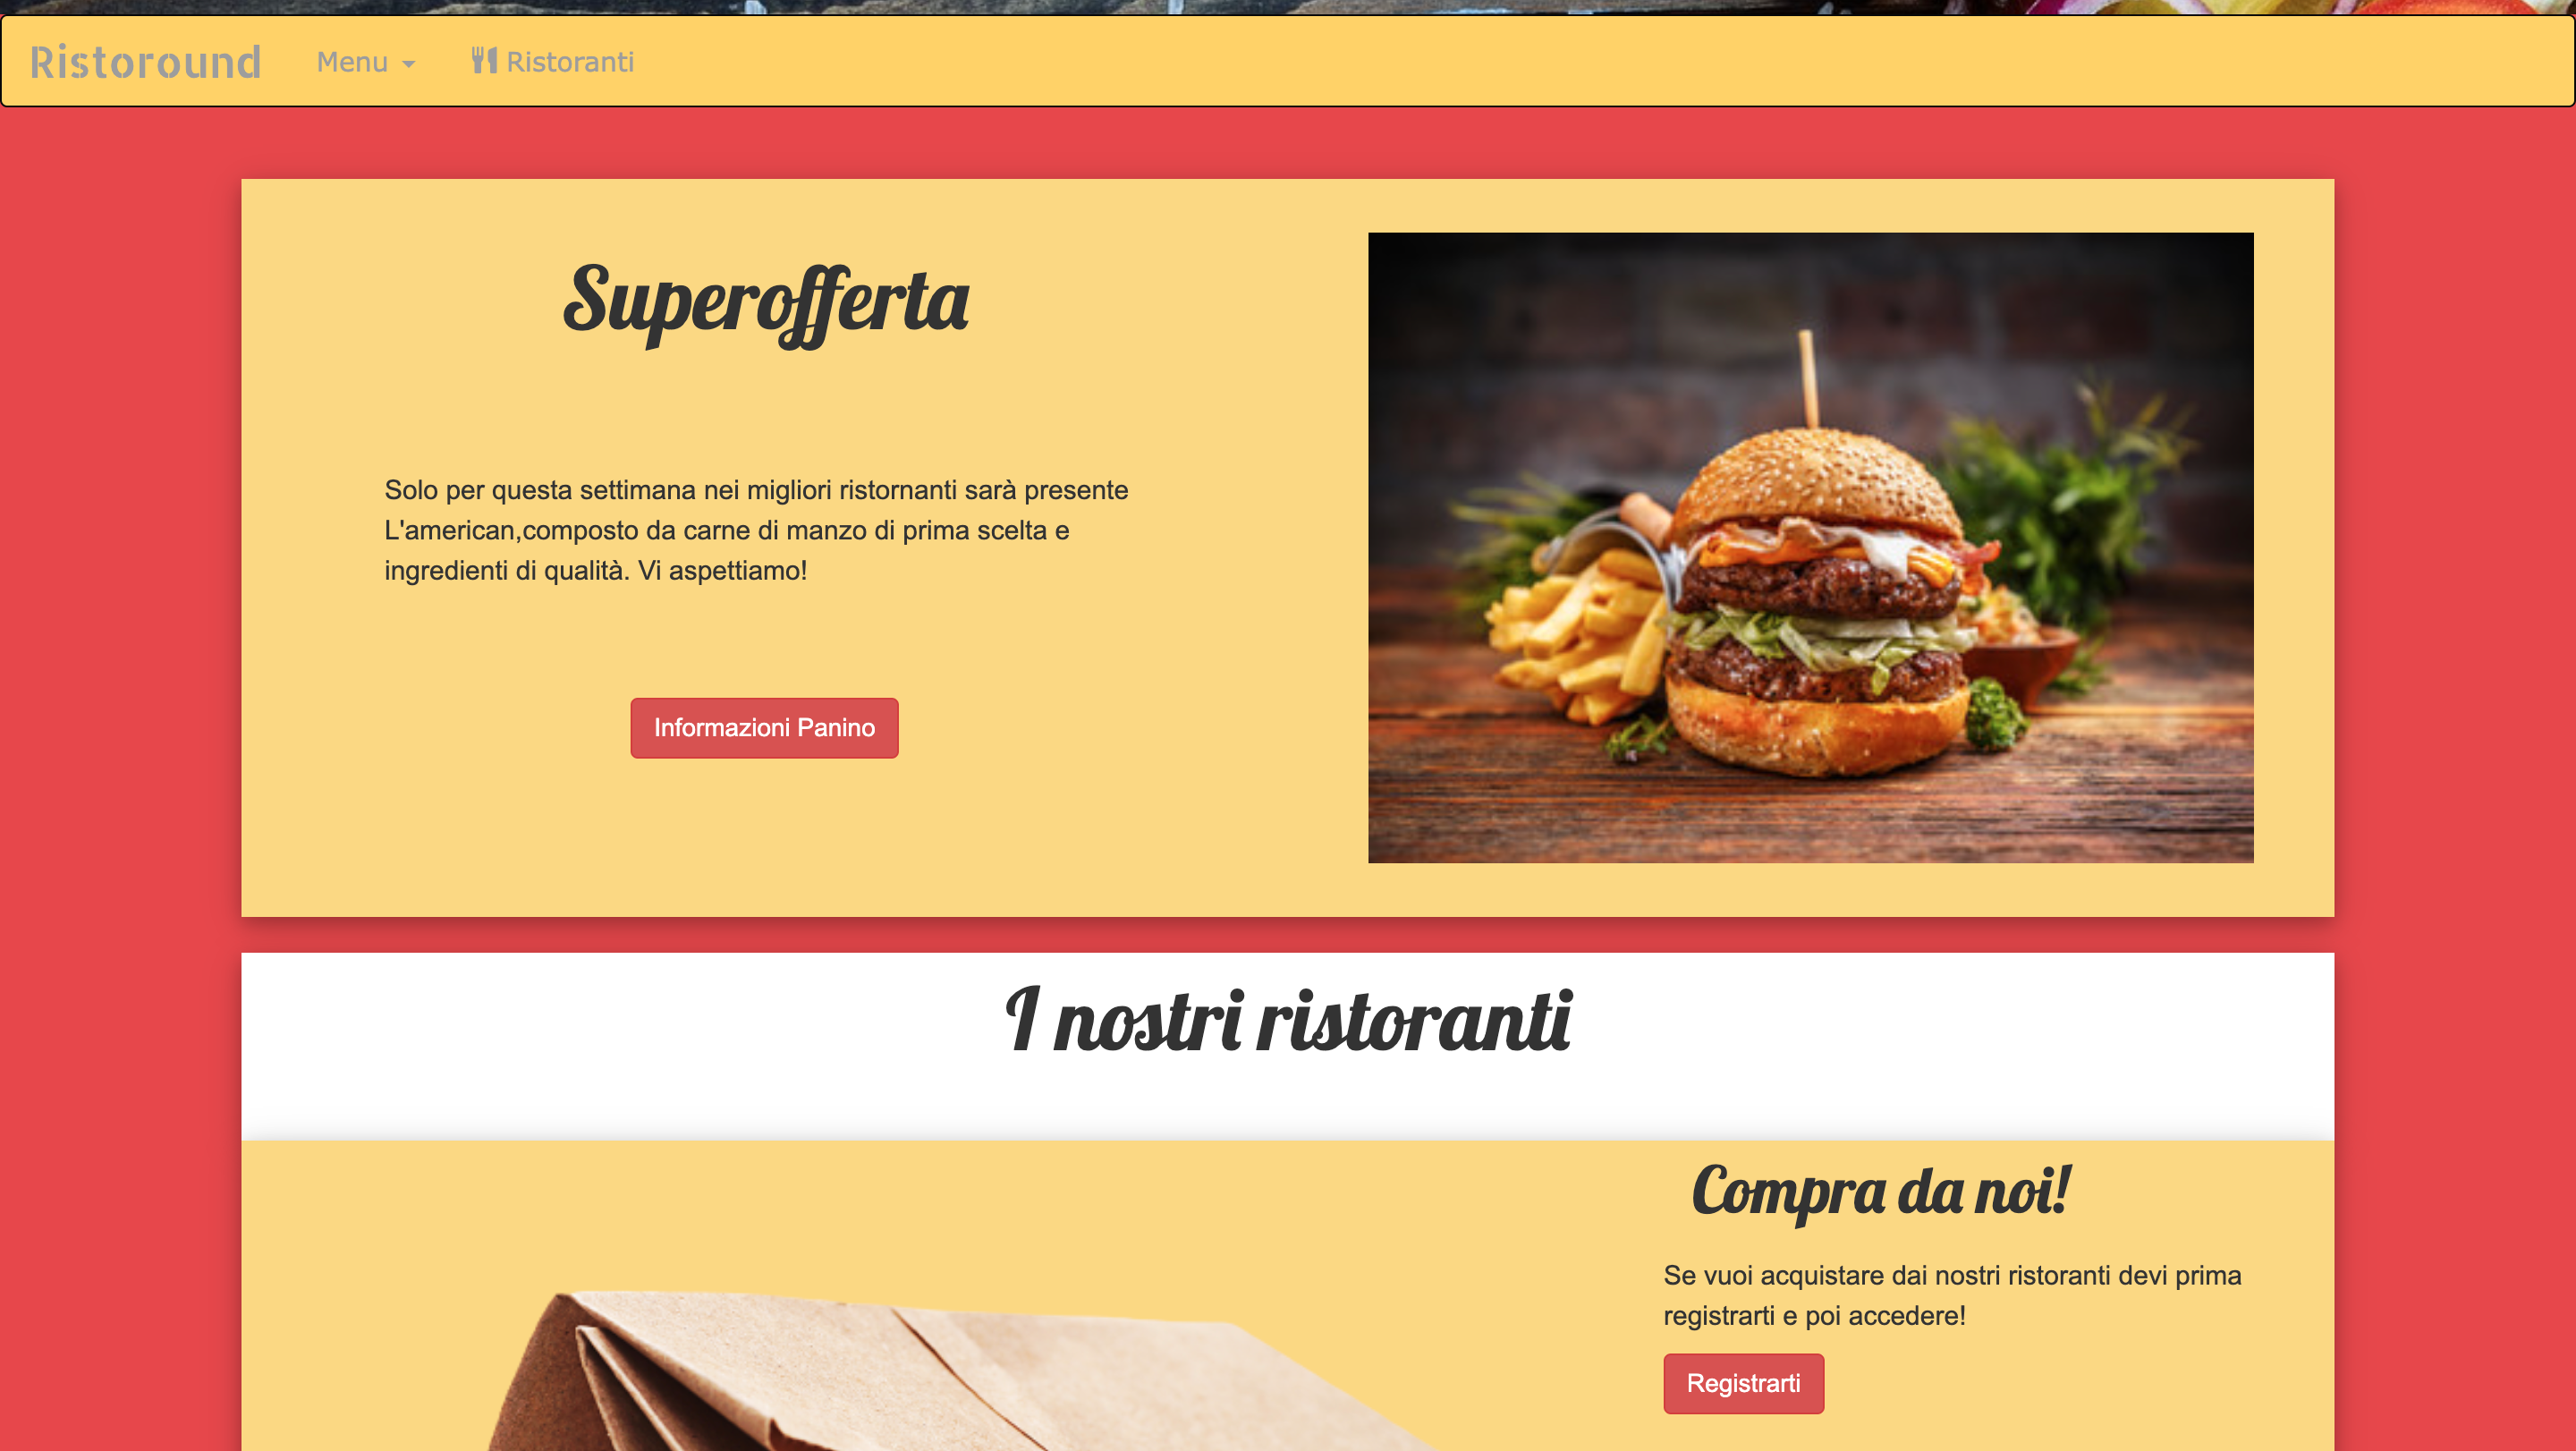 Ristoround Menu Ristoranti
Superofferta
Solo per questa settimana nei migliori ristornanti sarà presente
L'american,composto da carne di manzo di prima scelta e
ingredienti di qualità. Vi aspettiamo!
Informazioni Panino
I nostri ristoranti
Compra da noi!
Se vuoi acquistare dai nostri ristoranti devi prima
registrarti e poi accedere!
Registrarti